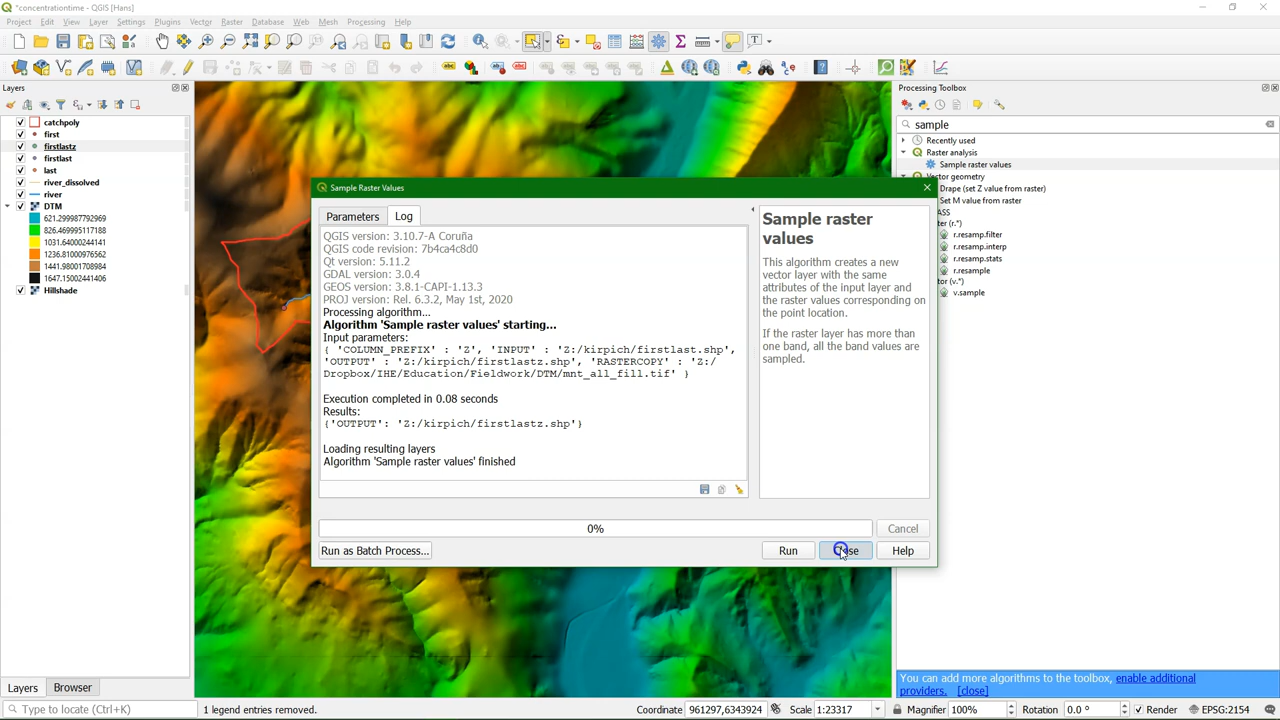 *concentrationtime - QGIS [Hans]
Project Edit View Layer Settings Plugins Vector Raster Database Web Mesh Processing Help
Layers
catchpoly
first
firstlastz
firstlast
last
river_dissolved
river
DTM
621.299987792969
826.469995117188
1031.64000244141
1236.81000976562
1441.98001708984
1647.15002441406
Hillshade
Layers Browser
Sample Raster Values
Parameters Log
QGIS version: 3.10.7-A Coruña
QGIS code revision: 7b4ca4c8d0
Qt version: 5.11.2
GDAL version: 3.0.4
GEOS version: 3.8.1-CAPI-1.13.3
PROJ version: Rel. 6.3.2, May 1st, 2020
Processing algorithm...
Algorithm 'Sample raster values' starting...
Input parameters:
{ 'COLUMN_PREFIX' : 'Z', 'INPUT' : 'Z:/kirpich/firstlast.shp',
'OUTPUT' : 'Z:/kirpich/firstlastz.shp', 'RASTERCOPY' : 'Z:/
Dropbox/IHE/Education/Fieldwork/DTM/mnt_all_fill.tif' }
Execution completed in 0.08 seconds
Results:
{'OUTPUT': 'Z:/kirpich/firstlastz.shp'}
Loading resulting layers
Algorithm 'Sample raster values' finished
Sample raster
values
This algorithm creates a new
vector layer with the same
attributes of the input layer and
the raster values corresponding on
the point location.
If the raster layer has more than
one band, all the band values are
sampled.
0% Cancel
Run as Batch Process... Run Close Help
Processing Toolbox
sample
Recently used
Raster analysis
Sample raster values
Vector geometry
Drape (set Z value from raster)
Set M value from raster
r.resamp.filter
r.resamp.interp
r.resamp.stats
r.resample
v.sample
You can add more algorithms to the toolbox, enable additional
providers. [close]
Type to locate (Ctrl+K) 1 legend entries removed. Coordinate 961297,6343924 Scale 1:23317 Magnifier 100% Rotation 0.0 ° Render EPSG:2154